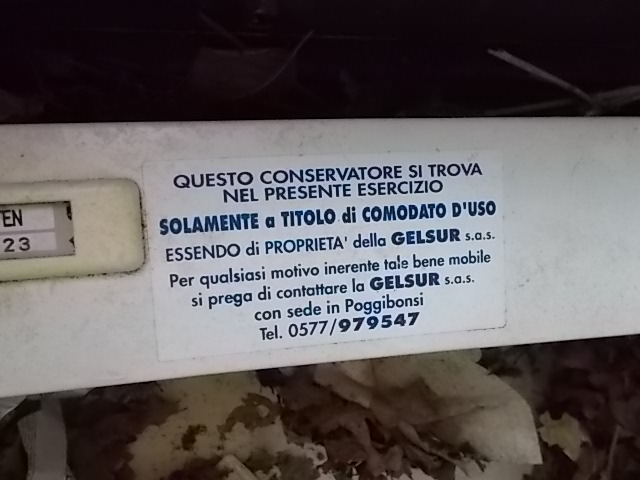 TEN
23
QUESTO CONSERVATORE SI TROVA
NEL PRESENTE ESERCIZIO
SOLAMENTE a TITOLO di COMODATO D'USO
ESSENDO di PROPRIETA' della GELSUR s.a.s.
Per qualsiasi motivo inerente tale bene mobile
si prega di contattare la GELSUR s.a.s.
con sede in Poggibonsi
Tel. 0577/979547